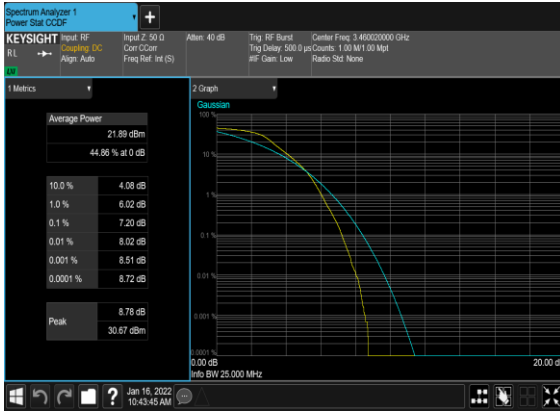 Spectrum Analyzer 1
Power Stat CCDF
KEYSIGHT Input: RF Input Z: 50 Ω Atten: 40 dB Trig: RF Burst Center Freq: 3.460020000 GHz
RL Coupling: DC Corr CCorr Trig Delay: 500.0 µs Counts: 1.00 M/1.00 Mpt
Align: Auto Freq Ref: Int (S) #IF Gain: Low Radio Std: None
1 Metrics
2 Graph
Average Power
21.89 dBm
44.86 % at 0 dB
10.0 % 4.08 dB
1.0 % 6.02 dB
0.1 % 7.20 dB
0.01 % 8.02 dB
0.001 % 8.51 dB
0.0001 % 8.72 dB
Peak 8.78 dB
30.67 dBm
Gaussian
100 %
10 %
1 %
0.1 %
0.01 %
0.001 %
0.0001 %
0.00 dB 20.00 d
Info BW 25.000 MHz
Jan 16, 2022
10:43:45 AM